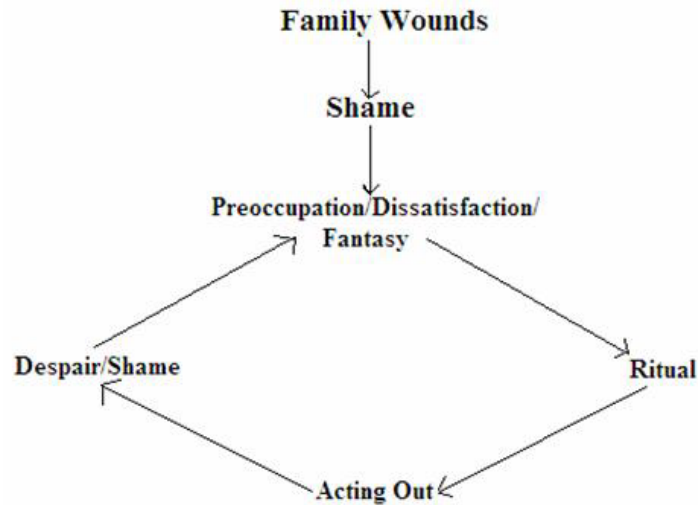 Family Wounds
Shame
Preoccupation/Dissatisfaction/
Fantasy
Despair/Shame
Ritual
Acting Out